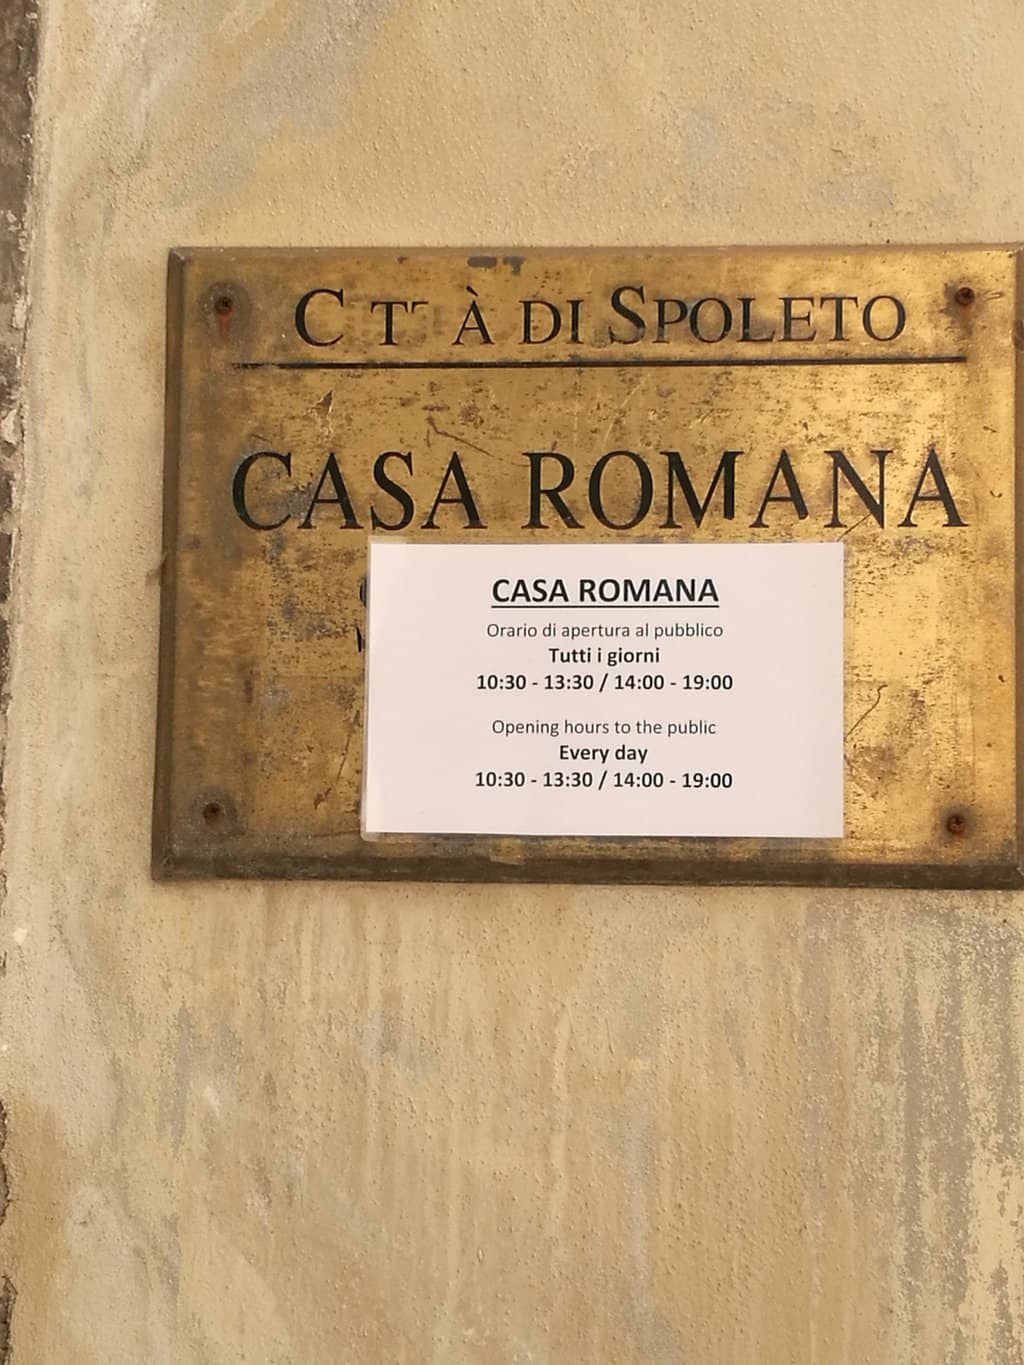 C T À DI SPOLETO
CASA ROMANA
CASA ROMANA
Orario di apertura al pubblico
Tutti i giorni
10:30 - 13:30 / 14:00 - 19:00
Opening hours to the public
Every day
10:30 - 13:30 / 14:00 - 19:00